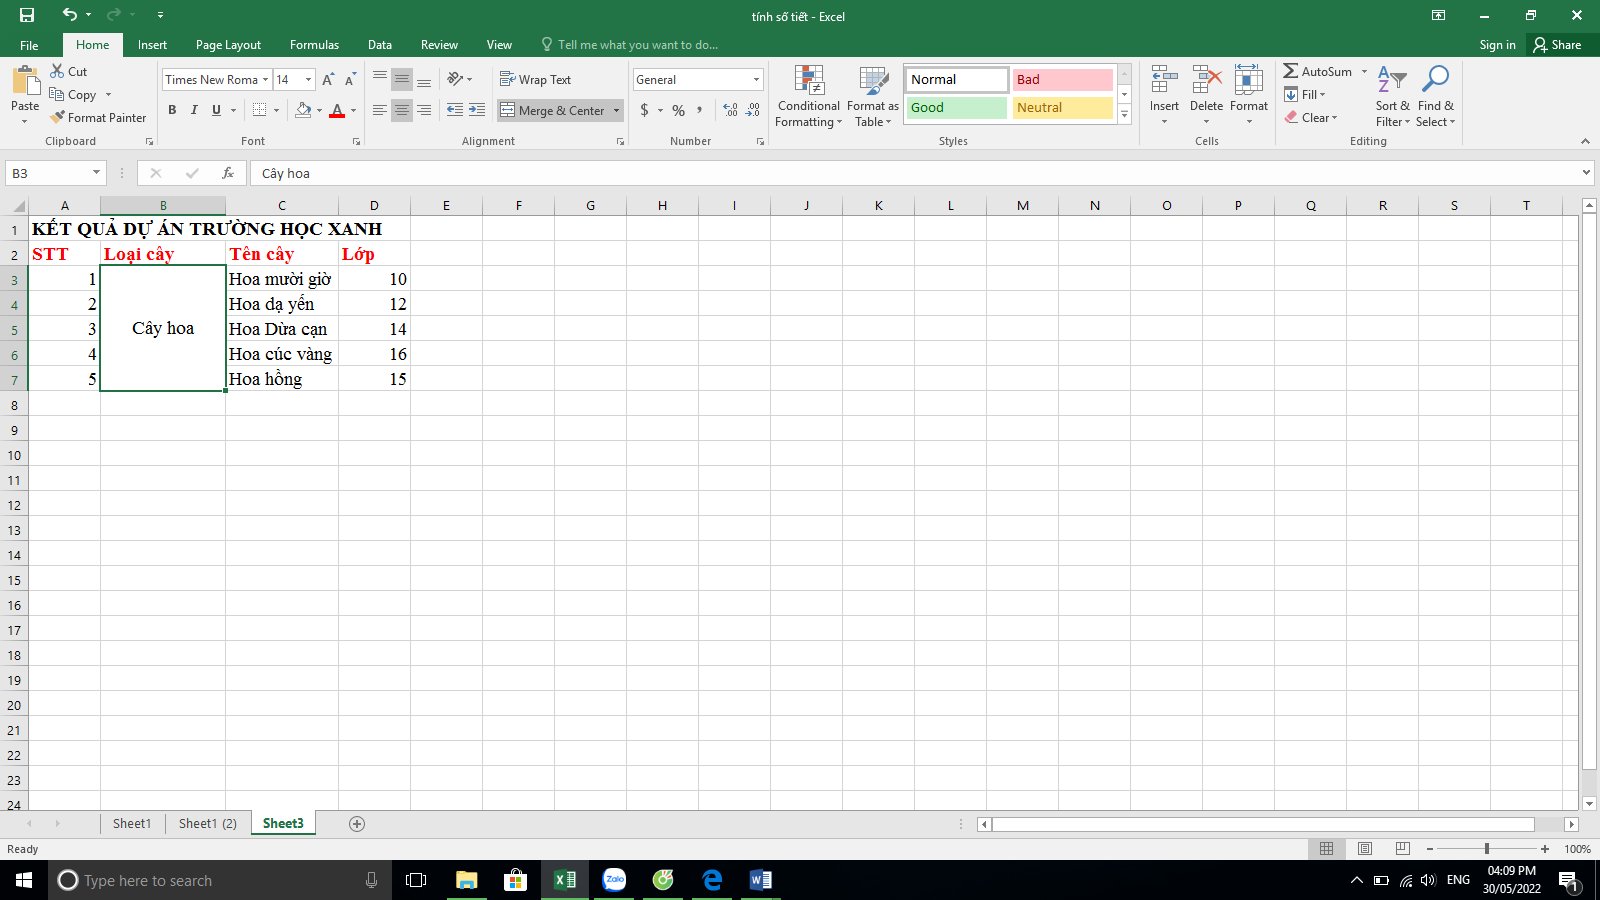 tính số tiết - Excel
File Home Insert Page Layout Formulas Data Review View Tell me what you want to do... Sign in Share
Paste
Cut
Copy
Format Painter
Clipboard
Times New Roma 14
B I U
Font
Wrap Text
Merge & Center
Alignment
General
$ % ,
Number
Conditional Formatting
Format as Table
Normal Bad
Good Neutral
Styles
Insert Delete Format
Cells
AutoSum
Fill
Clear
Sort & Filter
Find & Select
Editing
B3 fx Cây hoa
A B C D E F G H I J K L M N O P Q R S T
1 KẾT QUẢ DỰ ÁN TRƯỜNG HỌC XANH
2 STT Loại cây Tên cây Lớp
3 1 Cây hoa Hoa mười giờ 10
4 2 Hoa dạ yến 12
5 3 Hoa Dừa cạn 14
6 4 Hoa cúc vàng 16
7 5 Hoa hồng 15
8
9
10
11
12
13
14
15
16
17
18
19
20
21
22
23
24
Sheet1 Sheet1 (2) Sheet3
Ready 100%
Type here to search Zalo ENG 04:09 PM
30/05/2022 1